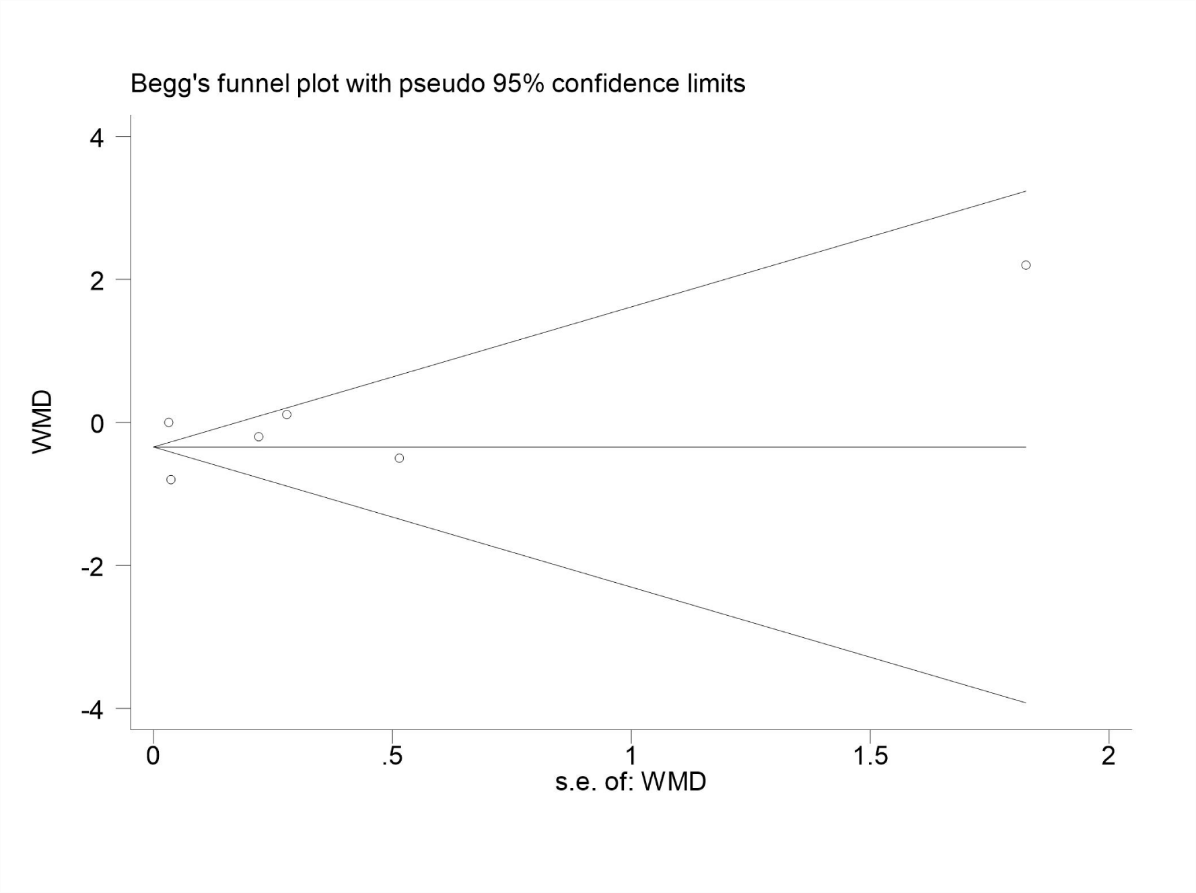 Begg's funnel plot with pseudo 95% confidence limits
4
2
0
-2
-4
WMD
0 .5 1 1.5 2
s.e. of: WMD